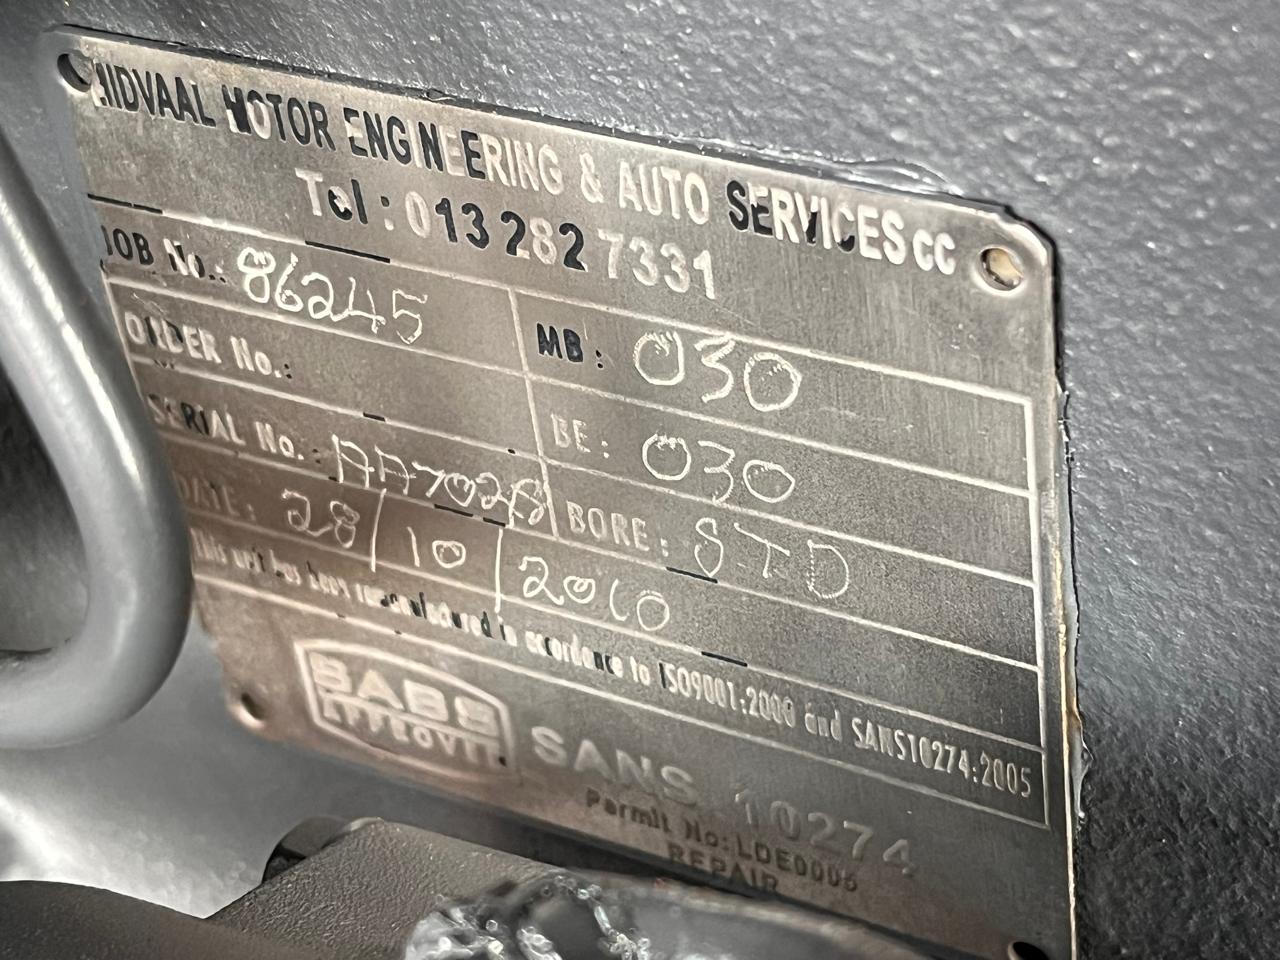 MIDVAAL MOTOR ENGINEERING & AUTO SERVICES CC
Tel: 013 282 7331
JOB No.: 86245
MB: 030
ORDER No.:
BE: 030
SERIAL No.: AA7028
BORE: STD
DATE: 28/10/2010
This unit has been remanufactured in accordance to ISO9001:2000 and SANS10274:2005
SABS
APPROVED
SANS 10274
Permit No: LDE0005
REPAIR